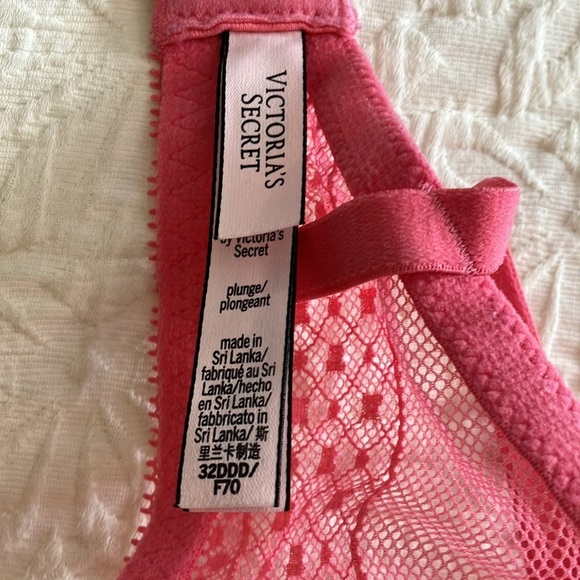 VICTORIA'S
SECRET
by Victoria's
Secret
plunge/
plongeant
made in
Sri Lanka/
fabriqué au Sri
Lanka/hecho
en Sri Lanka/
fabbricato in
Sri Lanka/斯
里兰卡制造
32DDD/
F70